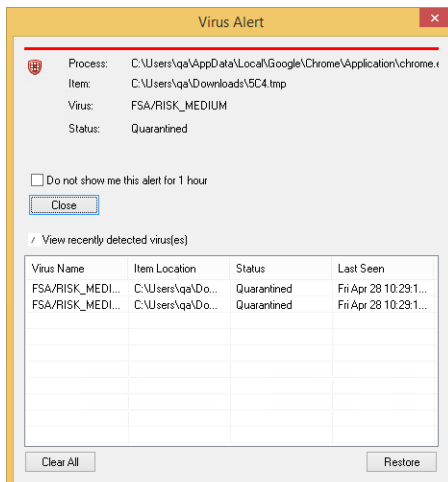 Virus Alert
Process: C:\Users\qa\AppData\Local\Google\Chrome\Application\chrome.e
Item: C:\Users\qa\Downloads\5C4.tmp
Virus: FSA/RISK_MEDIUM
Status: Quarantined
Do not show me this alert for 1 hour
Close
View recently detected virus(es)
Virus Name Item Location Status Last Seen
FSA/RISK_MEDI... C:\Users\qa\Do... Quarantined Fri Apr 28 10:29:1...
FSA/RISK_MEDI... C:\Users\qa\Do... Quarantined Fri Apr 28 10:29:1...
Clear All Restore